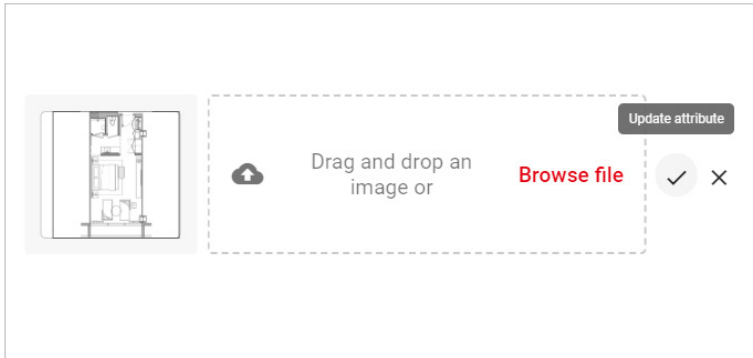 Update attribute
Drag and drop an
image or
Browse file